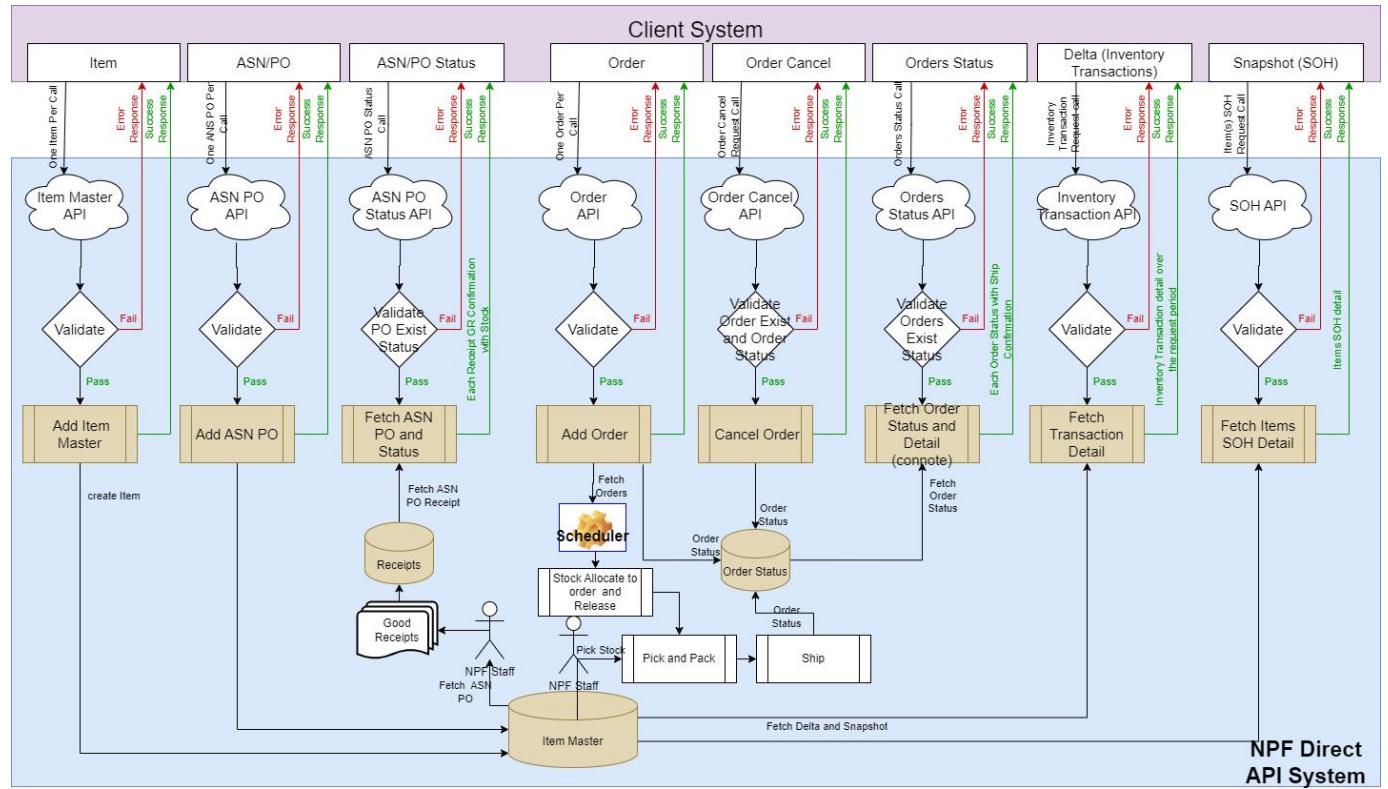 Client System
Item
ASN/PO
ASN/PO Status
Order
Order Cancel
Orders Status
Delta (Inventory
Transactions)
Snapshot (SOH)
One Item Per Call
Error
Response
Success
Response
One ANS PO Per
Call
Error
Response
Success
Response
ASN PO Status
Call
Error
Response
Success
Response
One Order Per
Call
Error
Response
Success
Response
Order Cancel
Request Call
Error
Response
Success
Response
Orders Status Call
Error
Response
Success
Response
Inventory
Transaction
Request call
Error
Response
Success
Response
Item(s) SOH
Request Call
Error
Response
Success
Response
Item Master
API
ASN PO
API
ASN PO
Status API
Order
API
Order Cancel
API
Orders
Status API
Inventory
Transaction API
SOH API
Validate
Fail
Validate
Fail
Validate
PO Exist
Status
Fail
Each Receipt OR Confirmation
with Stock
Validate
Fail
Validate
Order Exist
and Order
Status
Fail
Validate
Orders
Exist
Status
Fail
Each Order Status with Ship
Confirmation
Validate
Fail
Inventory Transaction detail over
the request period
Validate
Fail
Items SOH detail
Pass
Pass
Pass
Pass
Pass
Pass
Pass
Pass
Add Item
Master
Add ASN PO
Fetch ASN
PO and
Status
Add Order
Cancel Order
Fetch Order
Status and
Detail
(connote)
Fetch
Transaction
Detail
Fetch Items
SOH Detail
create Item
Fetch ASN
PO Receipt
Fetch
Orders
Order
Status
Fetch
Order
Status
Scheduler
Order
Status
Receipts
Order Status
Stock Allocate to
order and
Release
Good
Receipts
Order
Status
NPF Staff
Pick Stock
Pick and Pack
Ship
Fetch ASN
PO
NPF Staff
Item Master
Fetch Delta and Snapshot
NPF Direct
API System